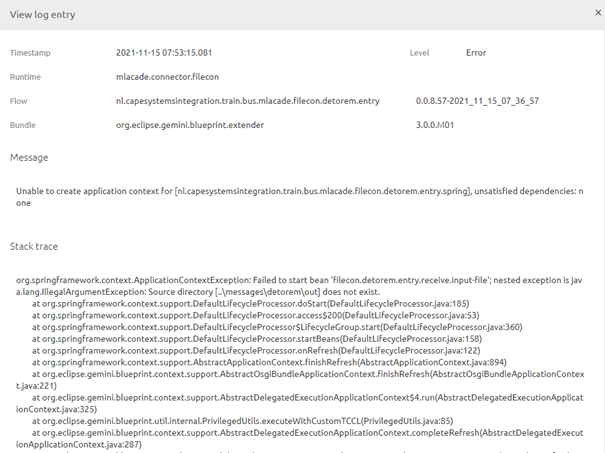 View log entry
×
Timestamp 2021-11-15 07:53:15.081 Level Error
Runtime mlacade.connector.filecon
Flow nl.capesystemsintegration.train.bus.mlacade.filecon.detorem.entry 0.0.8.57-2021_11_15_07_36_57
Bundle org.eclipse.gemini.blueprint.extender 3.0.0.M01
Message
Unable to create application context for [nl.capesystemsintegration.train.bus.mlacade.filecon.detorem.entry.spring], unsatisfied dependencies: n
one
Stack trace
org.springframework.context.ApplicationContextException: Failed to start bean 'filecon.detorem.entry.receive.input-file'; nested exception is jav
a.lang.IllegalArgumentException: Source directory [..\messages\detorem\out] does not exist.
at org.springframework.context.support.DefaultLifecycleProcessor.doStart(DefaultLifecycleProcessor.java:185)
at org.springframework.context.support.DefaultLifecycleProcessor.access$200(DefaultLifecycleProcessor.java:53)
at org.springframework.context.support.DefaultLifecycleProcessor$LifecycleGroup.start(DefaultLifecycleProcessor.java:360)
at org.springframework.context.support.DefaultLifecycleProcessor.startBeans(DefaultLifecycleProcessor.java:158)
at org.springframework.context.support.DefaultLifecycleProcessor.onRefresh(DefaultLifecycleProcessor.java:122)
at org.springframework.context.support.AbstractApplicationContext.finishRefresh(AbstractApplicationContext.java:894)
at org.eclipse.gemini.blueprint.context.support.AbstractOsgiBundleApplicationContext.finishRefresh(AbstractOsgiBundleApplicationContex
t.java:221)
at org.eclipse.gemini.blueprint.context.support.AbstractDelegatedExecutionApplicationContext$4.run(AbstractDelegatedExecutionApplicat
ionContext.java:325)
at org.eclipse.gemini.blueprint.util.internal.PrivilegedUtils.executeWithCustomTCCL(PrivilegedUtils.java:85)
at org.eclipse.gemini.blueprint.context.support.AbstractDelegatedExecutionApplicationContext.completeRefresh(AbstractDelegatedExecut
ionApplicationContext.java:287)